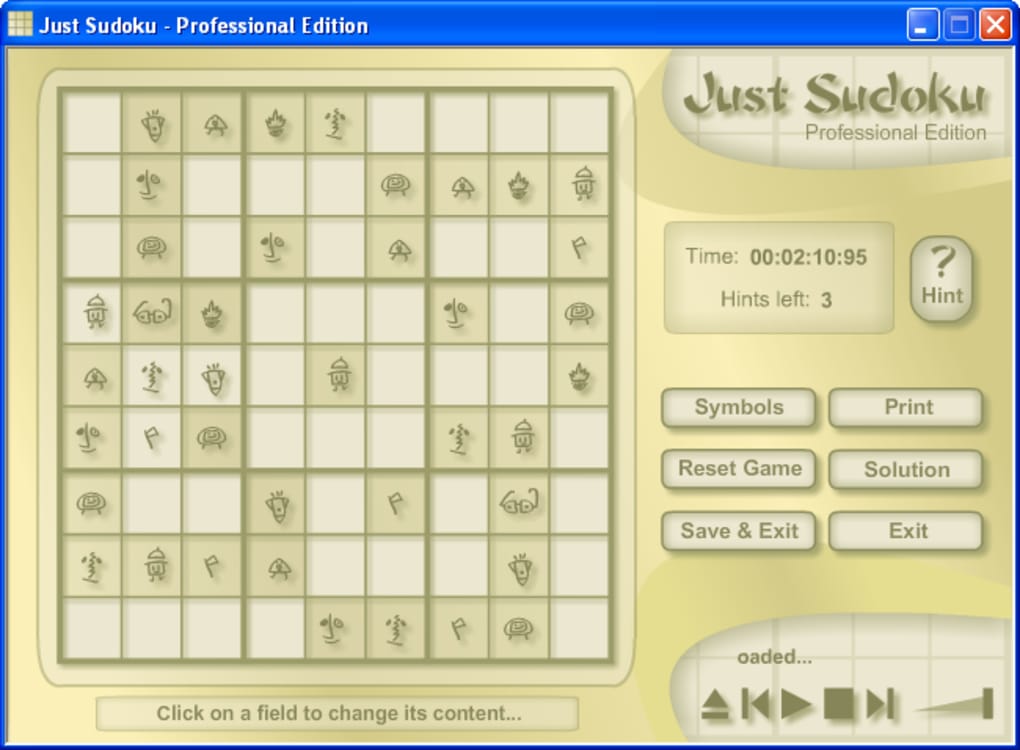 Just Sudoku - Professional Edition
Just Sudoku
Professional Edition
Time: 00:02:10:95
Hints left: 3
?
Hint
Symbols
Print
Reset Game
Solution
Save & Exit
Exit
oaded...
Click on a field to change its content...